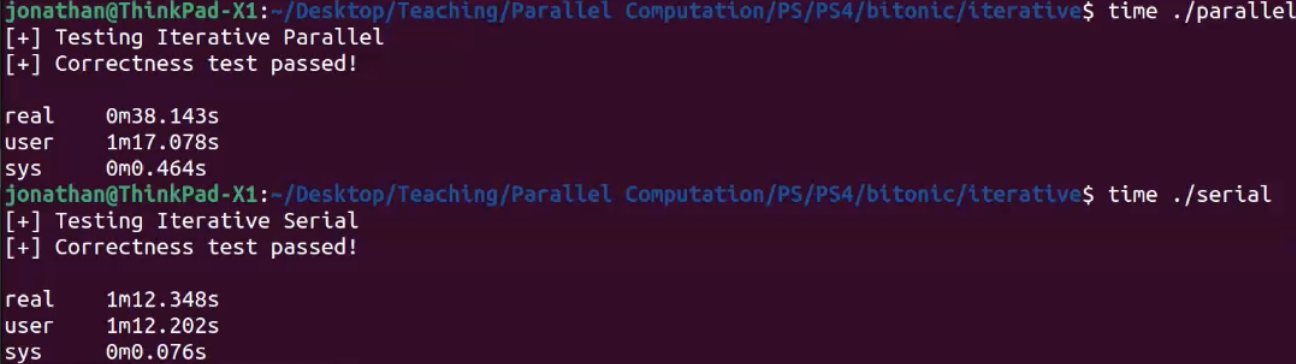 jonathan@ThinkPad-X1:~/Desktop/Teaching/Parallel Computation/PS/PS4/bitonic/iterative$ time ./parallel
[+] Testing Iterative Parallel
[+] Correctness test passed!
real 0m38.143s
user 1m17.078s
sys 0m0.464s
jonathan@ThinkPad-X1:~/Desktop/Teaching/Parallel Computation/PS/PS4/bitonic/iterative$ time ./serial
[+] Testing Iterative Serial
[+] Correctness test passed!
real 1m12.348s
user 1m12.202s
sys 0m0.076s